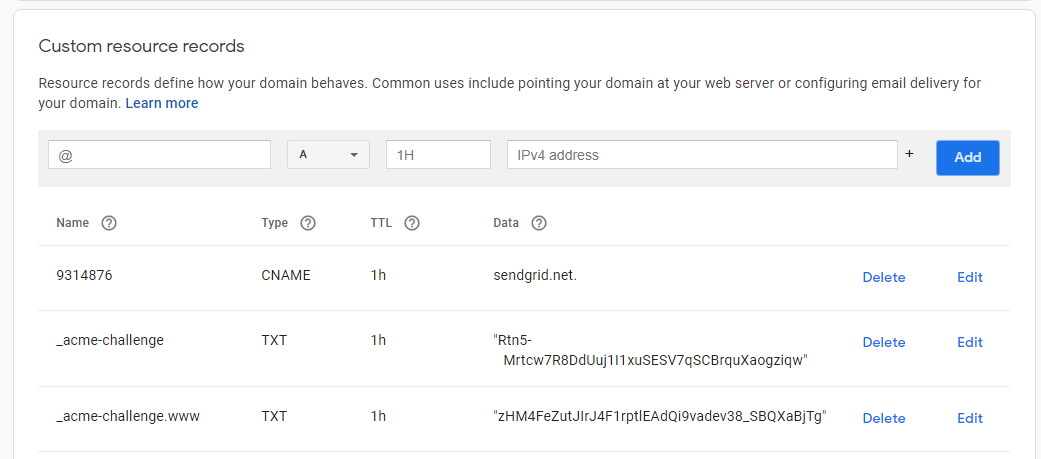 Custom resource records
Resource records define how your domain behaves. Common uses include pointing your domain at your web server or configuring email delivery for
your domain. Learn more
@ A 1H IPv4 address + Add
Name ? Type ? TTL ? Data ?
9314876 CNAME 1h sendgrid.net. Delete Edit
_acme-challenge TXT 1h "Rtn5- Delete Edit
Mrtcw7R8DdUuj1I1xuSESV7qSCBrquXaogziqw"
_acme-challenge.www TXT 1h "zHM4FeZutJIrJ4F1rptlEAdQi9vadev38_SBQXaBjTg" Delete Edit